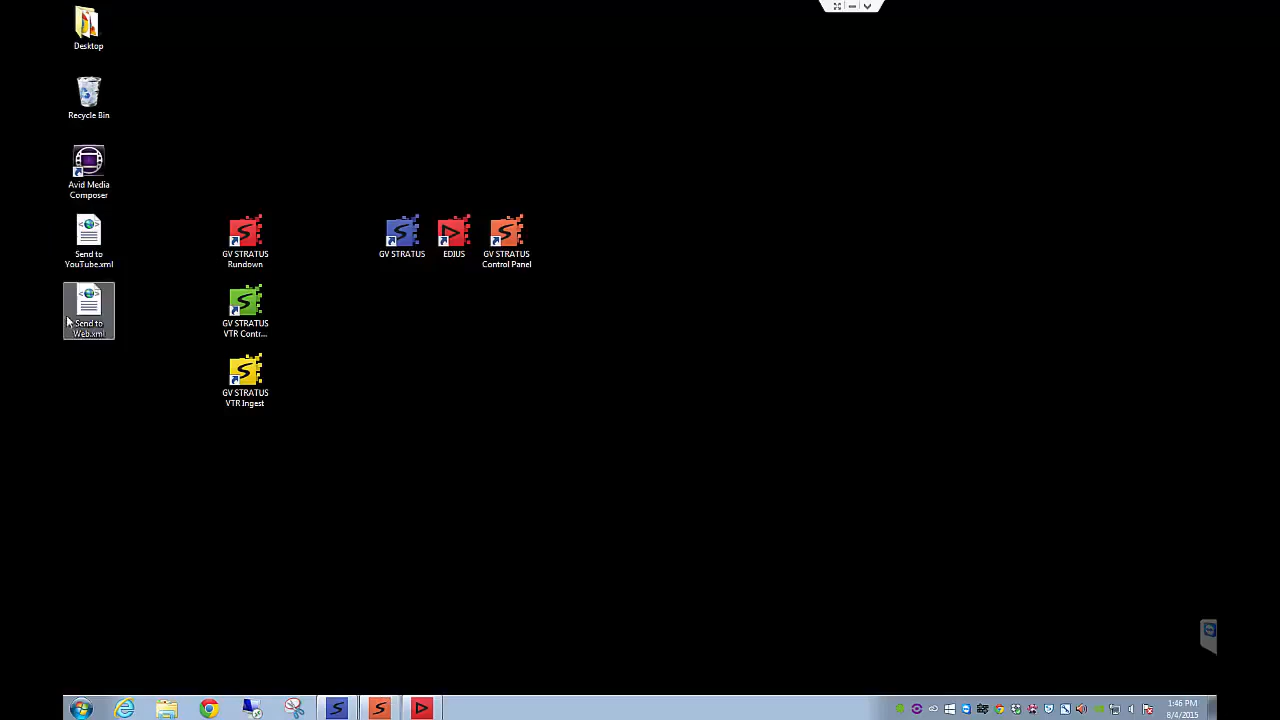 Desktop
Recycle Bin
Avid Media
Composer
Send to
YouTube.xml
Send to
Web.xml
GV STRATUS
Rundown
GV STRATUS
VTR Contr...
GV STRATUS
VTR Ingest
GV STRATUS
EDIUS
GV STRATUS
Control Panel
1:46 PM
8/4/2015